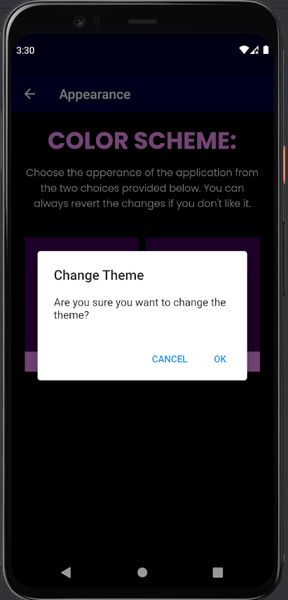 3:30
Appearance
COLOR SCHEME:
Choose the apperance of the application from
the two choices provided below. You can
always revert the changes if you don't like it.
Change Theme
Are you sure you want to change the
theme?
CANCEL OK